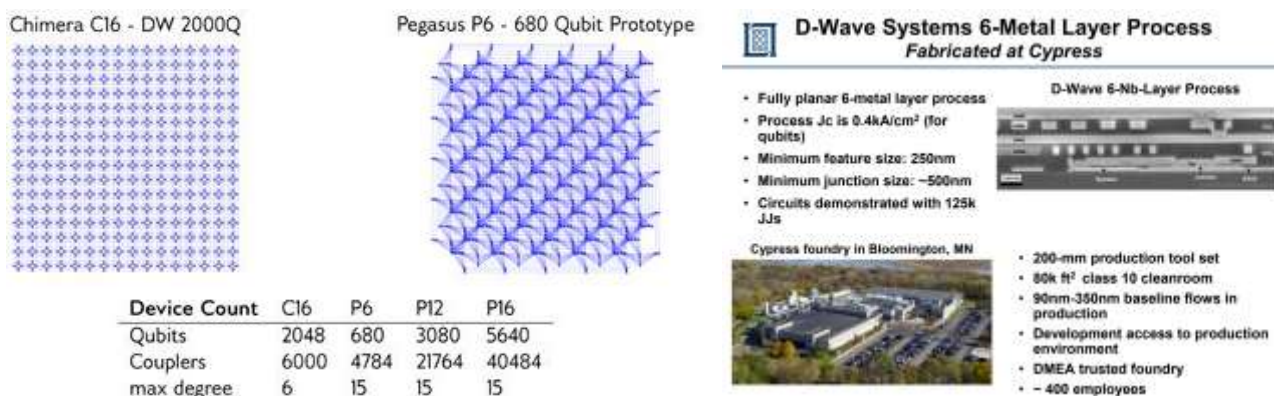 Chimera C16 - DW 2000Q
Pegasus P6 - 680 Qubit Prototype
Device Count C16 P6 P12 P16
Qubits 2048 680 3080 5640
Couplers 6000 4784 21764 40484
max degree 6 15 15 15
D-Wave Systems 6-Metal Layer Process
Fabricated at Cypress
• Fully planar 6-metal layer process
• Process Jc is 0.4kA/cm² (for
qubits)
• Minimum feature size: 250nm
• Minimum junction size: ~500nm
• Circuits demonstrated with 125k
JJs
D-Wave 6-Nb-Layer Process
Cypress foundry in Bloomington, MN
• 200-mm production tool set
• 80k ft² class 10 cleanroom
• 90nm-350nm baseline flows in
production
• Development access to production
environment
• DMEA trusted foundry
• ~ 400 employees